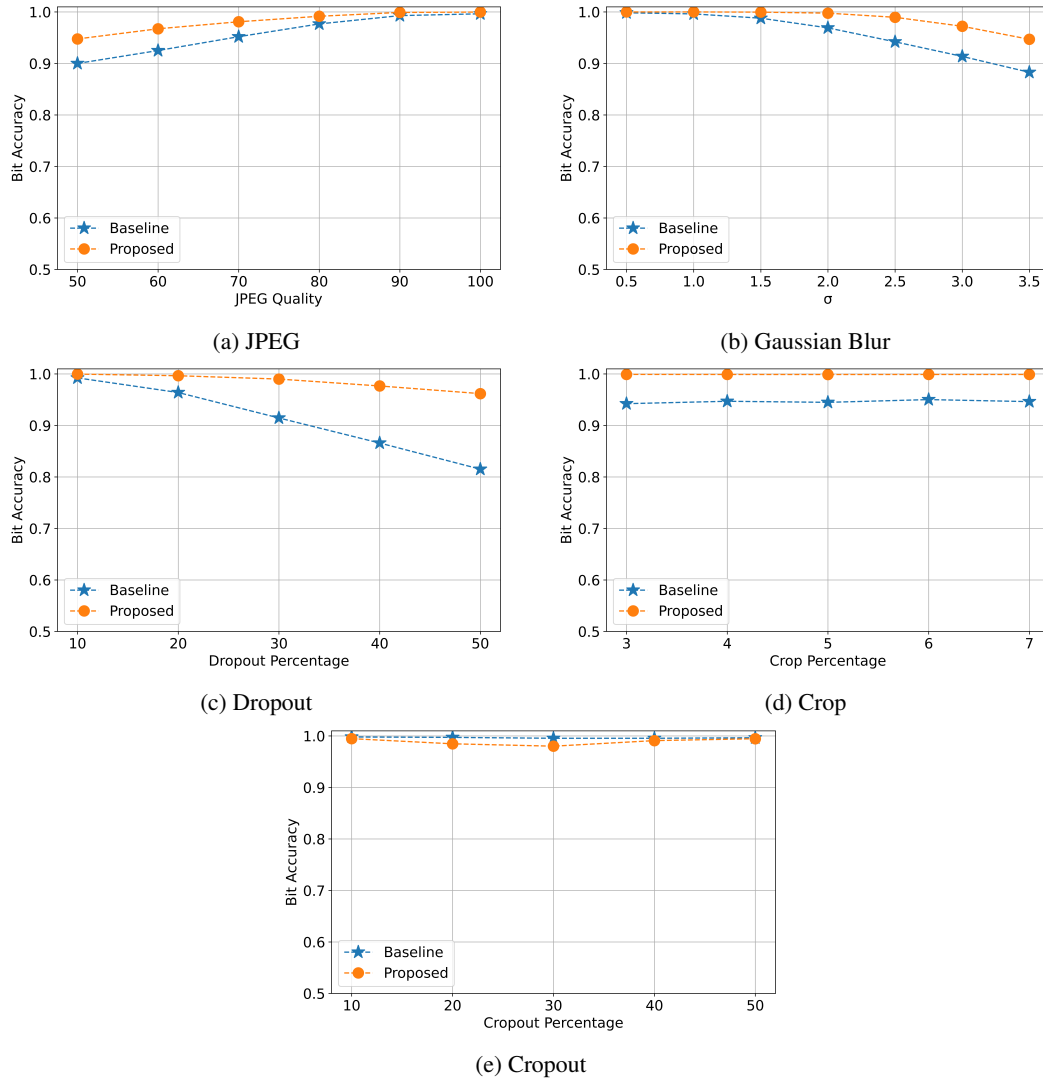 1.0
0.9
0.8
0.7
0.6
0.5
Bit Accuracy
Baseline
Proposed
50 60 70 80 90 100
JPEG Quality
(a) JPEG
1.0
0.9
0.8
0.7
0.6
0.5
Bit Accuracy
Baseline
Proposed
0.5 1.0 1.5 2.0 2.5 3.0 3.5
σ
(b) Gaussian Blur
1.0
0.9
0.8
0.7
0.6
0.5
Bit Accuracy
Baseline
Proposed
10 20 30 40 50
Dropout Percentage
(c) Dropout
1.0
0.9
0.8
0.7
0.6
0.5
Bit Accuracy
Baseline
Proposed
3 4 5 6 7
Crop Percentage
(d) Crop
1.0
0.9
0.8
0.7
0.6
0.5
Bit Accuracy
Baseline
Proposed
10 20 30 40 50
Cropout Percentage
(e) Cropout